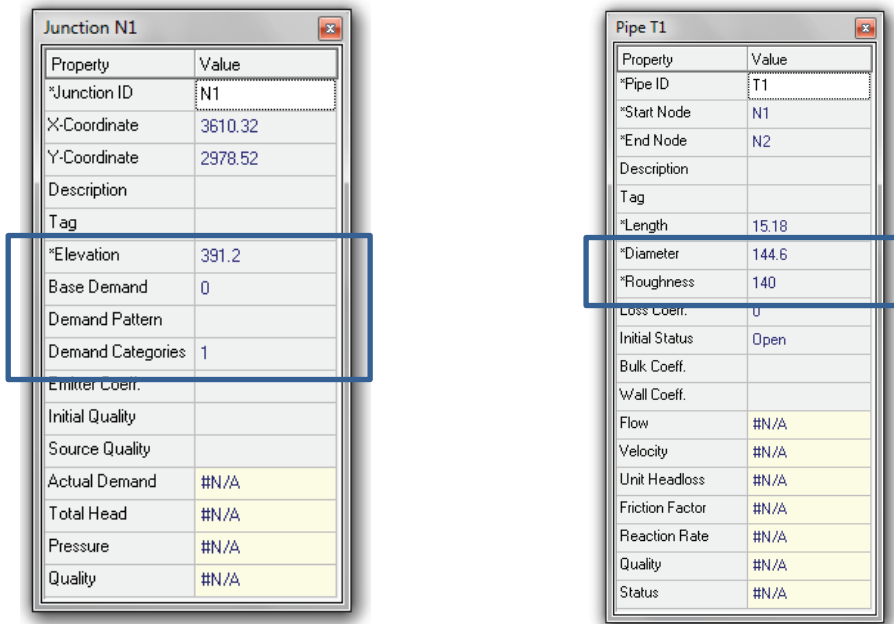 Junction N1
Property Value
*Junction ID N1
X-Coordinate 3610.32
Y-Coordinate 2978.52
Description
Tag
*Elevation 391.2
Base Demand 0
Demand Pattern
Demand Categories 1
Emitter Coeff.
Initial Quality
Source Quality
Actual Demand #N/A
Total Head #N/A
Pressure #N/A
Quality #N/A
Pipe T1
Property Value
*Pipe ID T1
*Start Node N1
*End Node N2
Description
Tag
*Length 15.18
*Diameter 144.6
*Roughness 140
Loss Coeff. 0
Initial Status Open
Bulk Coeff.
Wall Coeff.
Flow #N/A
Velocity #N/A
Unit Headloss #N/A
Friction Factor #N/A
Reaction Rate #N/A
Quality #N/A
Status #N/A